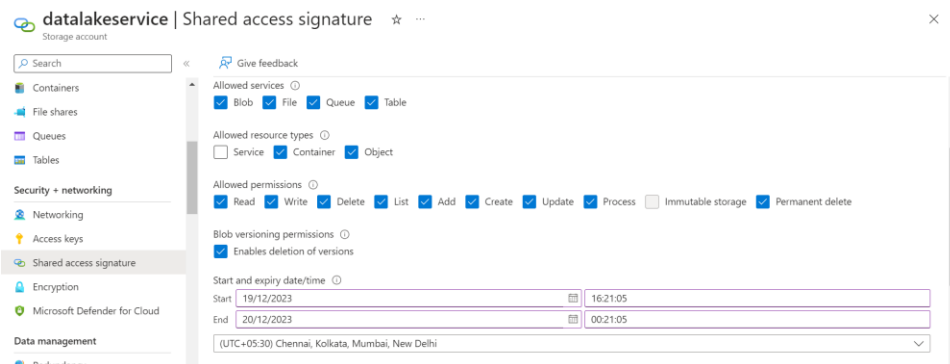 datalakeservice | Shared access signature
Storage account
Search
Containers
File shares
Queues
Tables
Security + networking
Networking
Access keys
Shared access signature
Encryption
Microsoft Defender for Cloud
Data management
Give feedback
Allowed services
Blob File Queue Table
Allowed resource types
Service Container Object
Allowed permissions
Read Write Delete List Add Create Update Process Immutable storage Permanent delete
Blob versioning permissions
Enables deletion of versions
Start and expiry date/time
Start 19/12/2023 16:21:05
End 20/12/2023 00:21:05
(UTC+05:30) Chennai, Kolkata, Mumbai, New Delhi